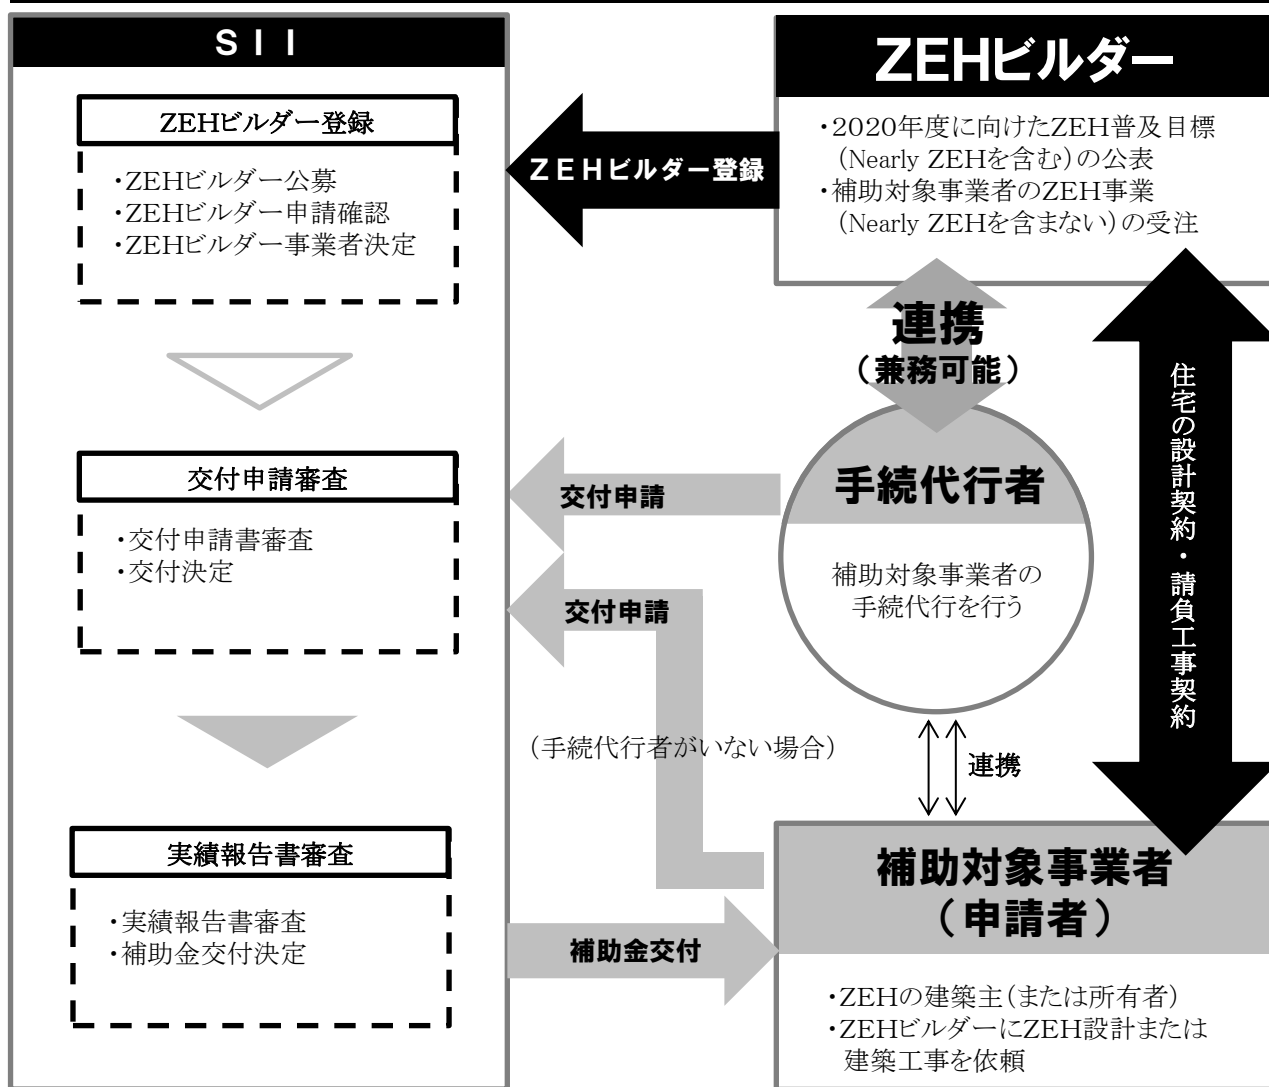 SII
ZEHビルダー登録
・ZEHビルダー公募
・ZEHビルダー申請確認
・ZEHビルダー事業者決定
交付申請審査
・交付申請書審査
・交付決定
実績報告書審査
・実績報告書審査
・補助金交付決定
ZEHビルダー登録
交付申請
交付申請
(手続代行者がいない場合)
補助金交付
ZEHビルダー
・2020年度に向けたZEH普及目標
(Nearly ZEHを含む)の公表
・補助対象事業者のZEH事業
(Nearly ZEHを含まない)の受注
連携
(兼務可能)
手続代行者
補助対象事業者の
手続代行を行う
連携
住宅の設計契約・請負工事契約
補助対象事業者
(申請者)
・ZEHの建築主(または所有者)
・ZEHビルダーにZEH設計または
建築工事を依頼